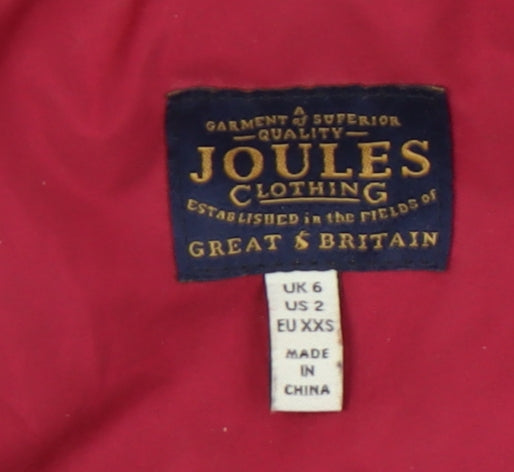 A
GARMENT of SUPERIOR
QUALITY
JOULES
CLOTHING
ESTABLISHED in the FIELDS of
GREAT & BRITAIN
UK 6
US 2
EU XXS
MADE
IN
CHINA